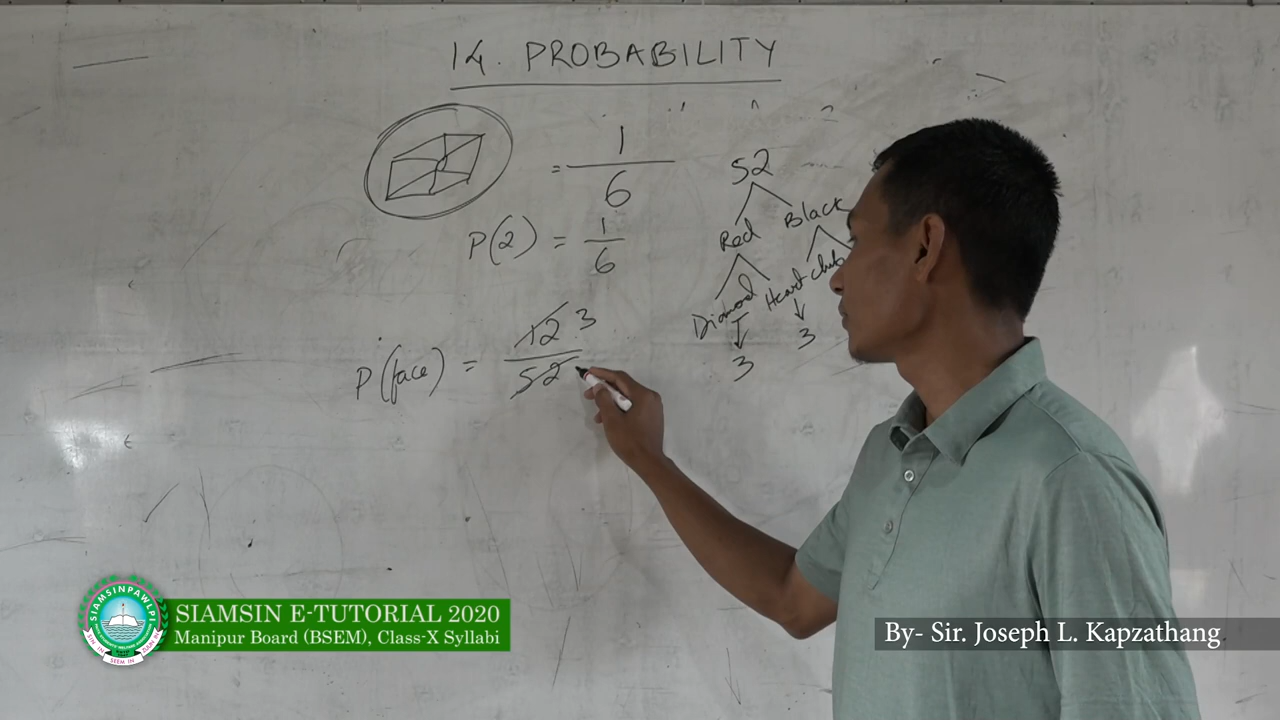 14. PROBABILITY
= 1/6
P(2) = 1/6
52
Red Black
Diamond Heart club
3 3
P(face) = 12 3 / 52
SIAMSINPAWLPI
SIAMSIN E-TUTORIAL 2020
Manipur Board (BSEM), Class-X Syllabi
By- Sir. Joseph L. Kapzathang